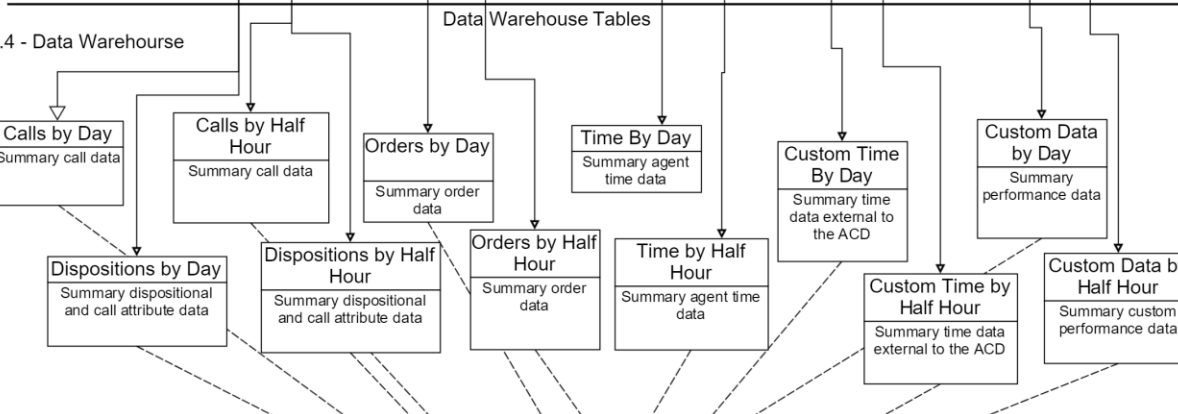 Data Warehouse Tables
.4 - Data Warehourse
Calls by Day
Summary call data
Calls by Half
Hour
Summary call data
Orders by Day
Summary order
data
Time By Day
Summary agent
time data
Custom Time
By Day
Summary time
data external to
the ACD
Custom Data
by Day
Summary
performance data
Dispositions by Day
Summary dispositional
and call attribute data
Dispositions by Half
Hour
Summary dispositional
and call attribute data
Orders by Half
Hour
Summary order
data
Time by Half
Hour
Summary agent time
data
Custom Time by
Half Hour
Summary time data
external to the ACD
Custom Data b
Half Hour
Summary custom
performance data